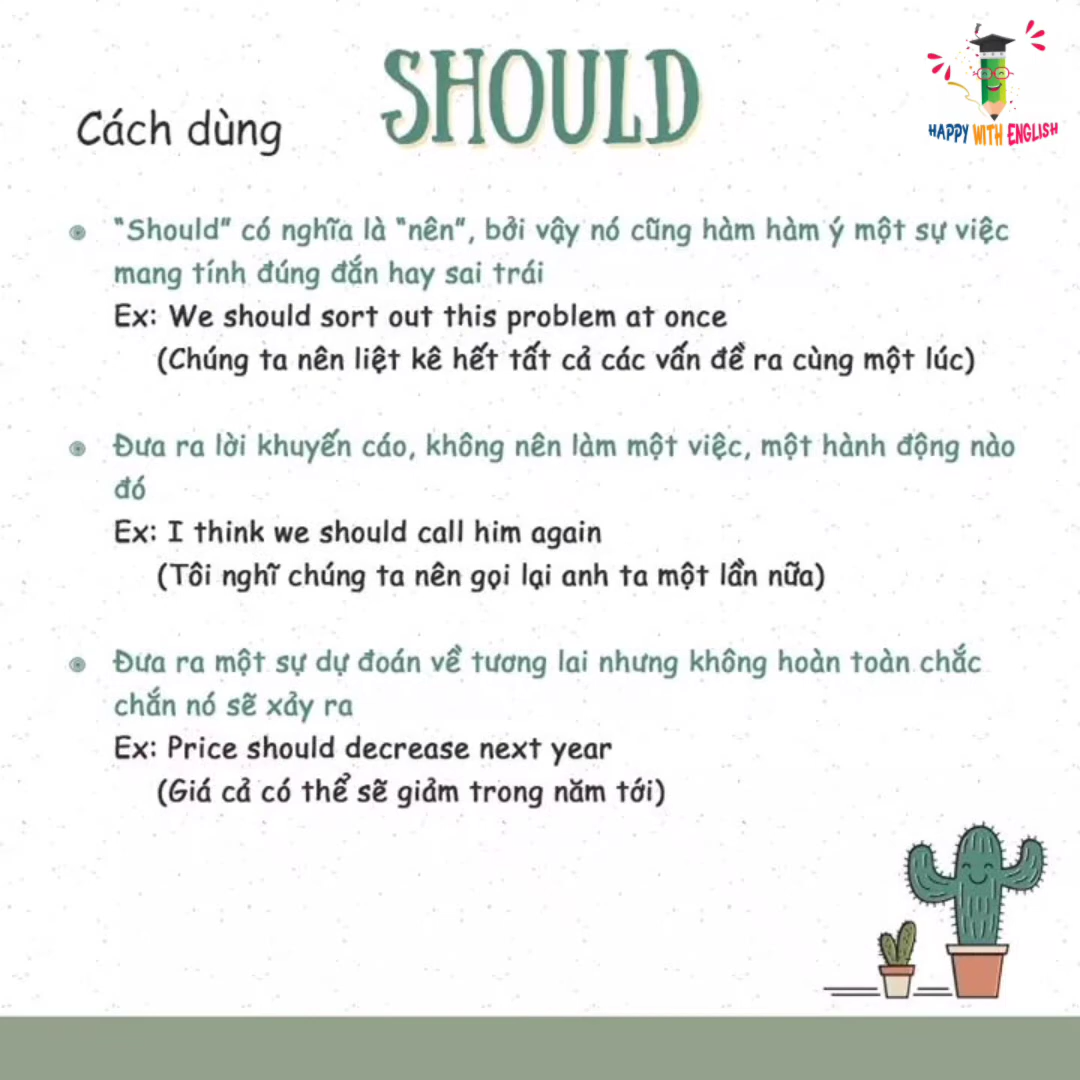 Cách dùng SHOULD
HAPPY WITH ENGLISH
"Should" có nghĩa là "nên", bởi vậy nó cũng hàm hàm ý một sự việc
mang tính đúng đắn hay sai trái
Ex: We should sort out this problem at once
(Chúng ta nên liệt kê hết tất cả các vấn đề ra cùng một lúc)
Đưa ra lời khuyến cáo, không nên làm một việc, một hành động nào
đó
Ex: I think we should call him again
(Tôi nghĩ chúng ta nên gọi lại anh ta một lần nữa)
Đưa ra một sự dự đoán về tương lai nhưng không hoàn toàn chắc
chắn nó sẽ xảy ra
Ex: Price should decrease next year
(Giá cả có thể sẽ giảm trong năm tới)